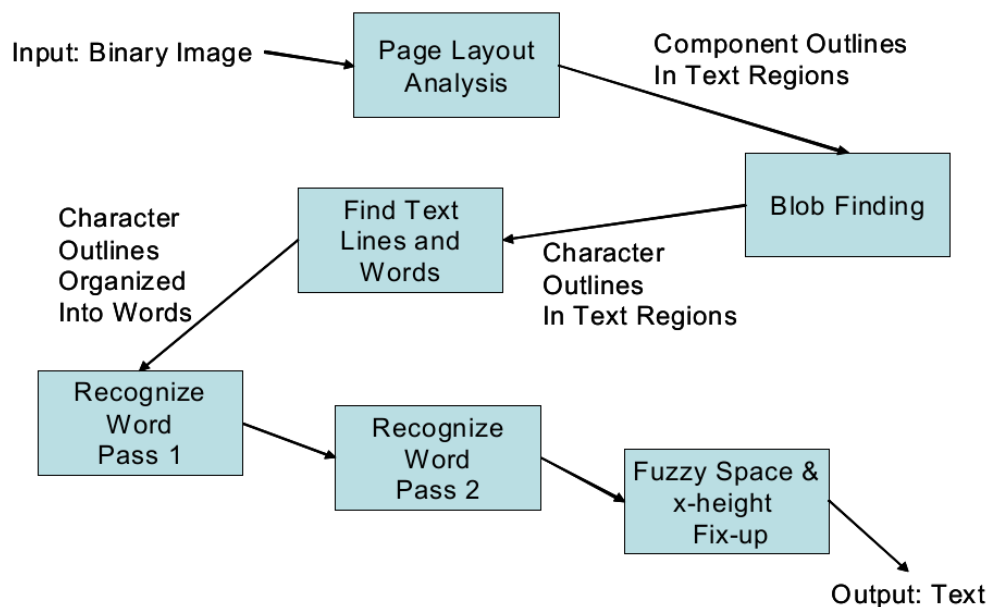 Input: Binary Image
Page Layout
Analysis
Component Outlines
In Text Regions
Blob Finding
Character
Outlines
In Text Regions
Find Text
Lines and
Words
Character
Outlines
Organized
Into Words
Recognize
Word
Pass 1
Recognize
Word
Pass 2
Fuzzy Space &
x-height
Fix-up
Output: Text